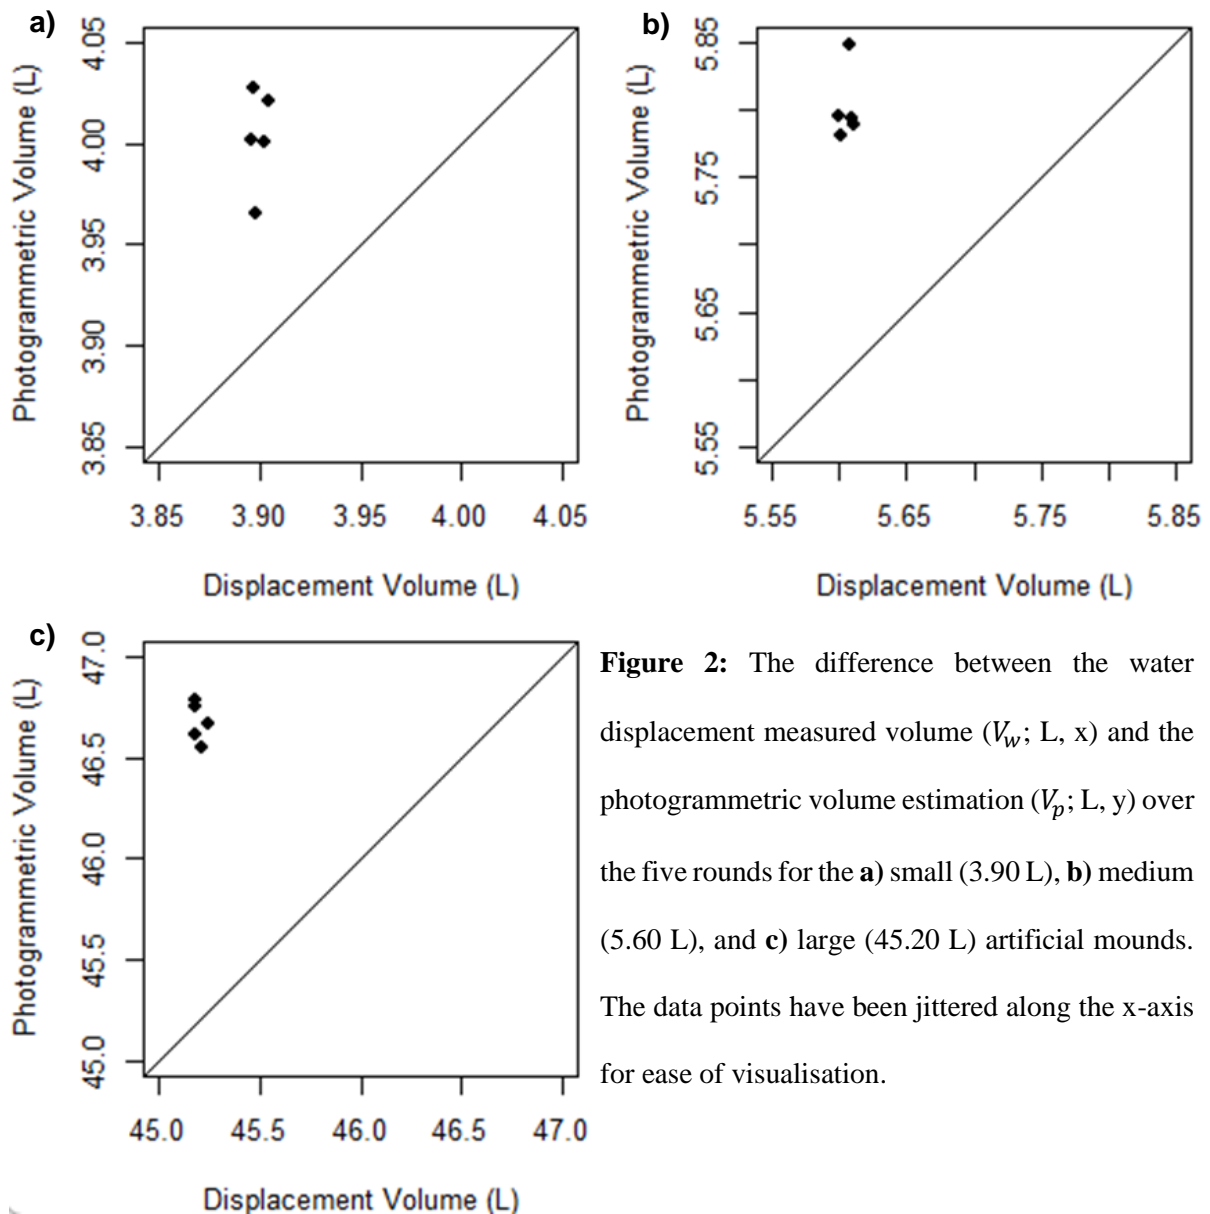 a)
Photogrammetric Volume (L)
4.05
4.00
3.95
3.90
3.85
3.85 3.90 3.95 4.00 4.05
Displacement Volume (L)
b)
Photogrammetric Volume (L)
5.85
5.75
5.65
5.55
5.55 5.65 5.75 5.85
Displacement Volume (L)
c)
Photogrammetric Volume (L)
47.0
46.5
46.0
45.5
45.0
45.0 45.5 46.0 46.5 47.0
Displacement Volume (L)
Figure 2: The difference between the water
displacement measured volume (V_w; L, x) and the
photogrammetric volume estimation (V_p; L, y) over
the five rounds for the a) small (3.90 L), b) medium
(5.60 L), and c) large (45.20 L) artificial mounds.
The data points have been jittered along the x-axis
for ease of visualisation.